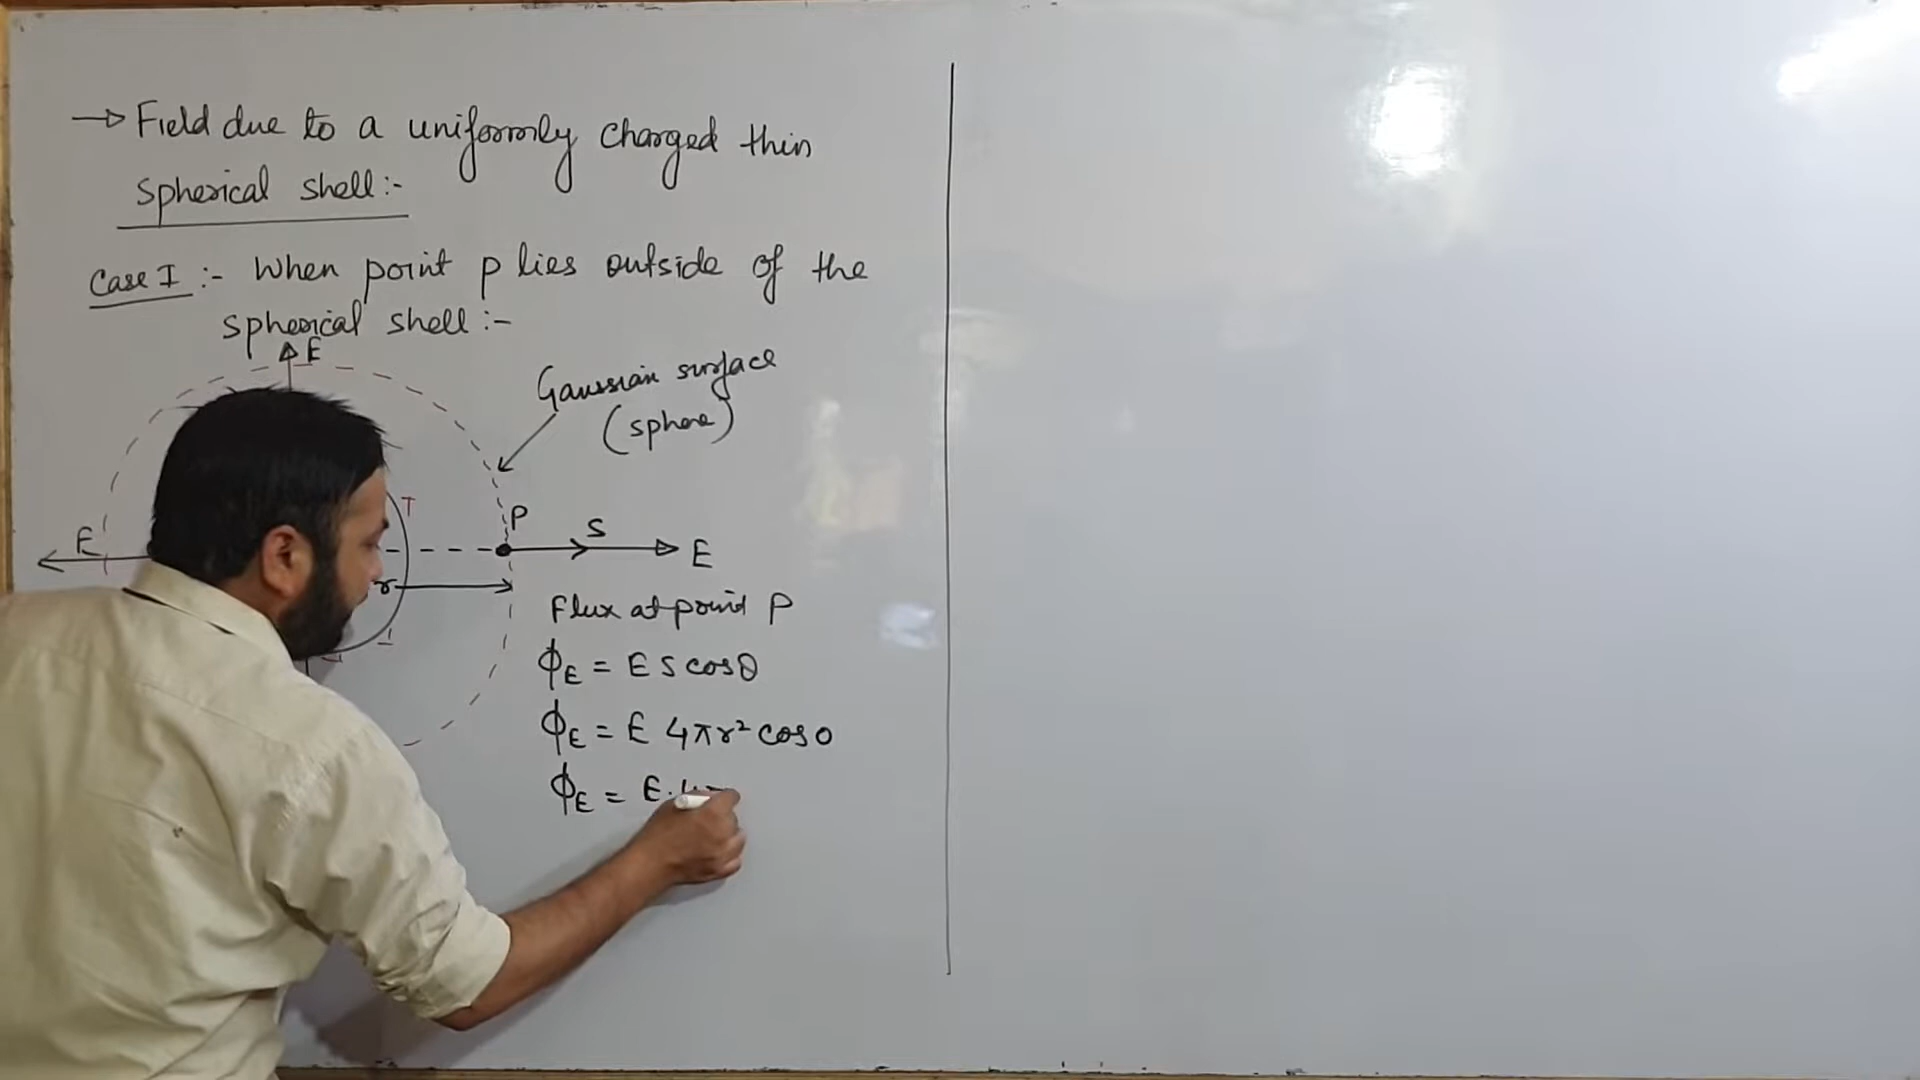 → Field due to a uniformly charged thin
spherical shell :-
Case I :- When point p lies outside of the
spherical shell :-
E
Gaussian surface
(sphere)
P
S
E
E
r
Flux at point P
ϕE = E S cosθ
ϕE = E 4πr² cos0
ϕE = E. 4π